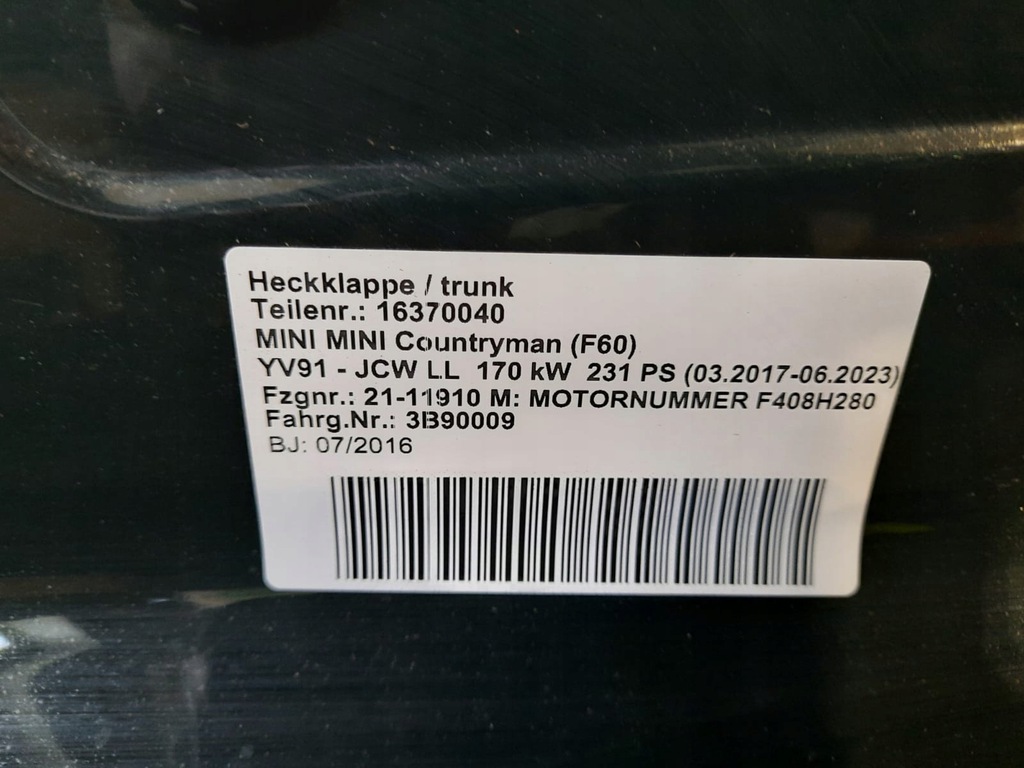 Heckklappe / trunk
Teilenr.: 16370040
MINI MINI Countryman (F60)
YV91 - JCW LL 170 kW 231 PS (03.2017-06.2023)
Fzgnr.: 21-11910 M: MOTORNUMMER F408H280
Fahrg.Nr.: 3B90009
BJ: 07/2016